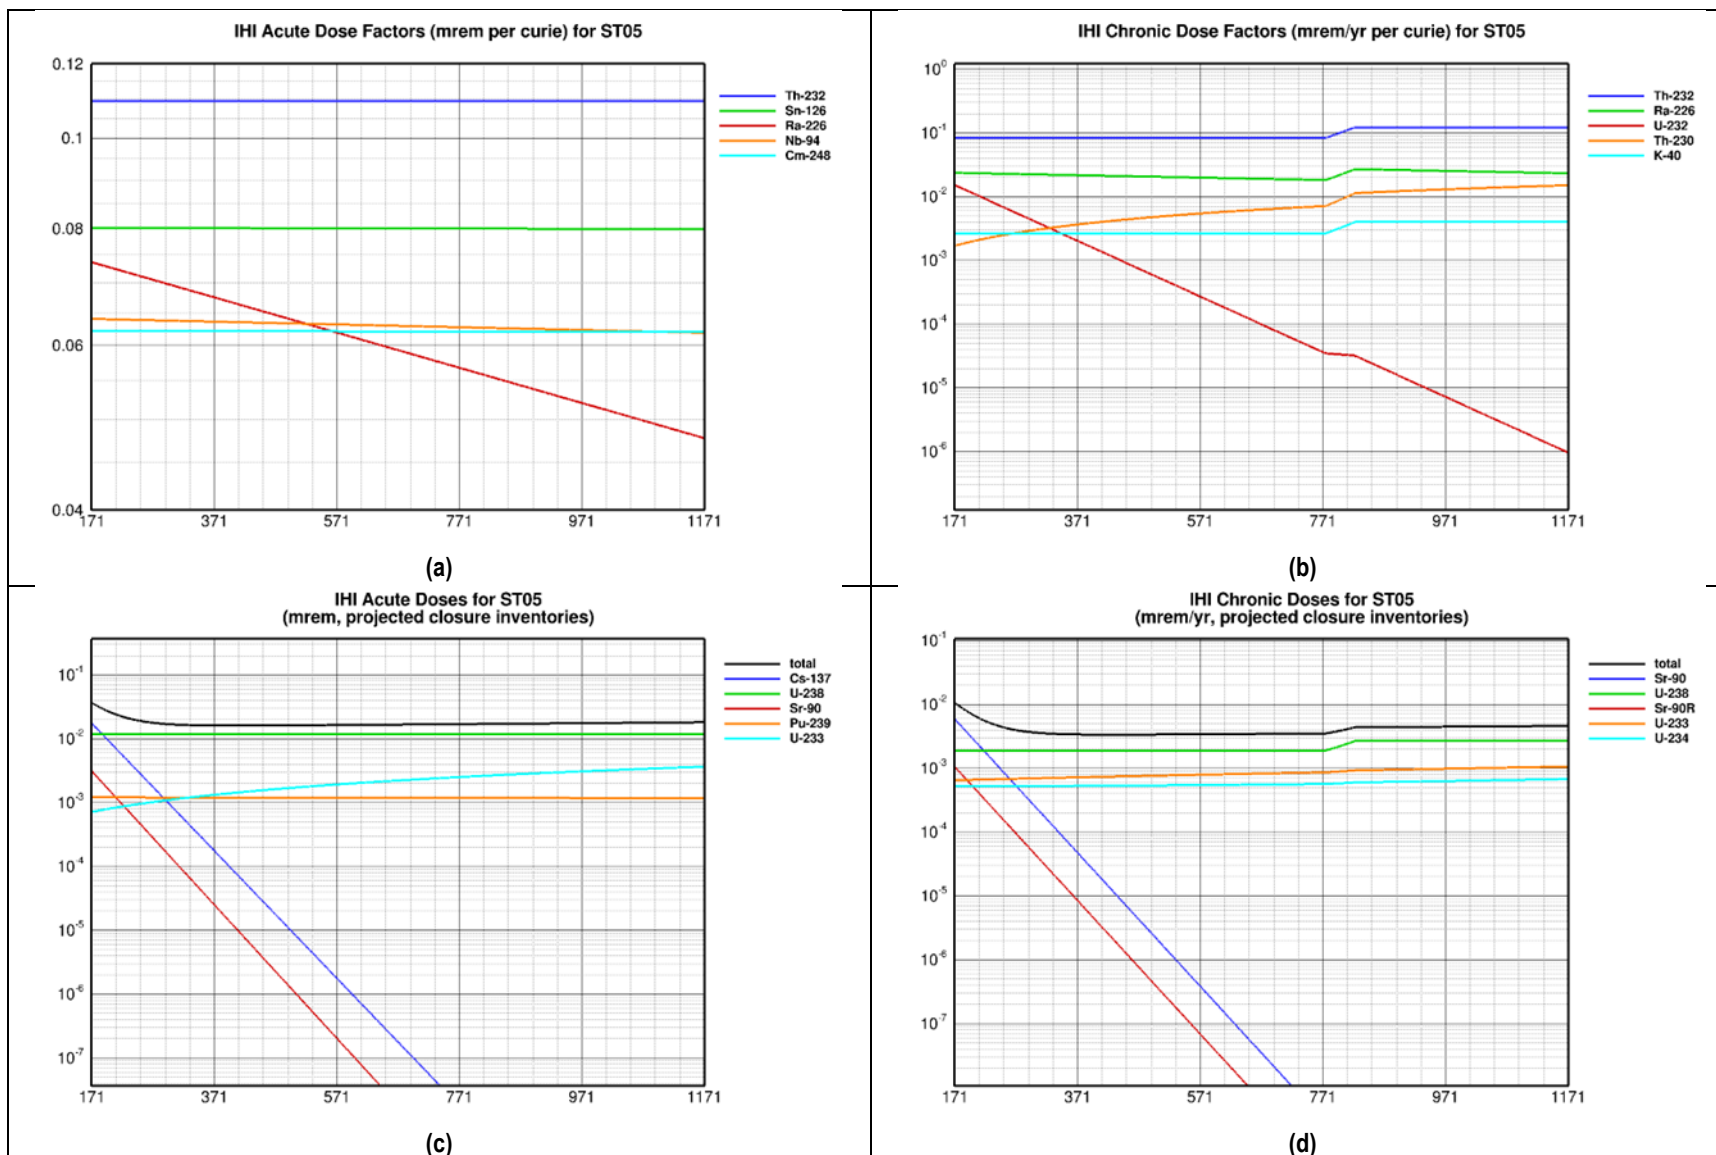 IHI Acute Dose Factors (mrem per curie) for ST05
0.12
0.1
0.08
0.06
0.04
171 371 571 771 971 1171
Th-232
Sn-126
Ra-226
Nb-94
Cm-248
(a)
IHI Chronic Dose Factors (mrem/yr per curie) for ST05
10^0
10^-1
10^-2
10^-3
10^-4
10^-5
10^-6
171 371 571 771 971 1171
Th-232
Ra-226
U-232
Th-230
K-40
(b)
IHI Acute Doses for ST05
(mrem, projected closure inventories)
10^-1
10^-2
10^-3
10^-4
10^-5
10^-6
10^-7
171 371 571 771 971 1171
total
Cs-137
U-238
Sr-90
Pu-239
U-233
(c)
IHI Chronic Doses for ST05
(mrem/yr, projected closure inventories)
10^-1
10^-2
10^-3
10^-4
10^-5
10^-6
10^-7
171 371 571 771 971 1171
total
Sr-90
U-238
Sr-90R
U-233
U-234
(d)